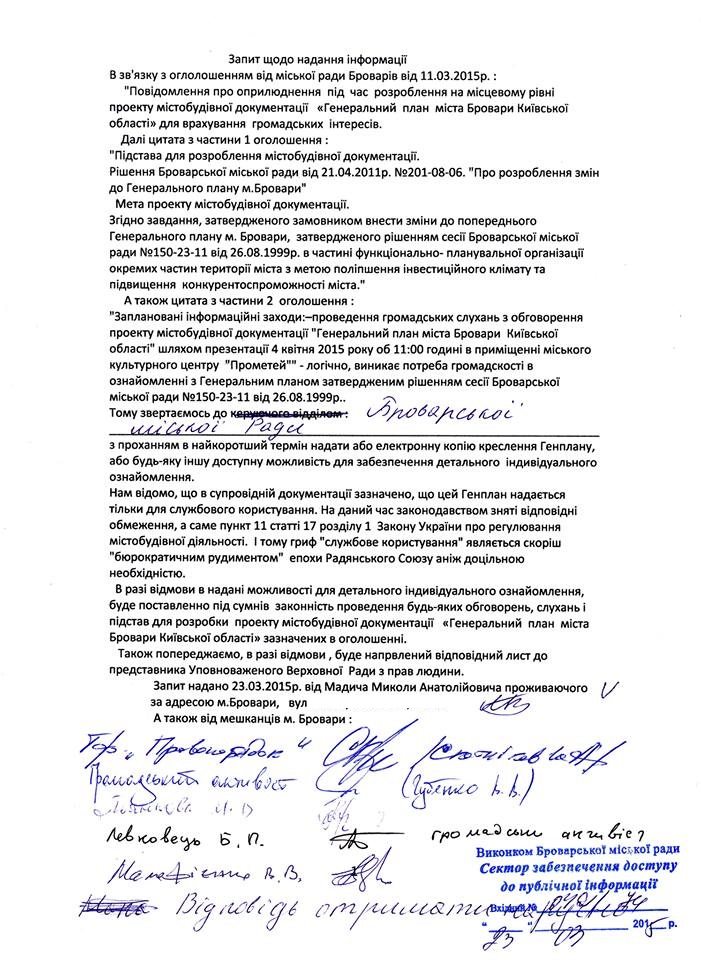 Запит щодо надання інформації
В зв'язку з оглолошенням від міської ради Броварів від 11.03.2015р. :
"Повідомлення про оприлюднення під час розроблення на місцевому рівні
проекту містобудівної документації «Генеральний план міста Бровари Київської
області» для врахування громадських інтересів.
Далі цитата з частини 1 оголошення :
"Підстава для розроблення містобудівної документації.
Рішення Броварської міської ради від 21.04.2011р. №201-08-06. "Про розроблення змін
до Генерального плану м.Бровари"
Мета проекту містобудівної документації.
Згідно завдання, затвердженого замовником внести зміни до попереднього
Генерального плану м. Бровари, затвердженого рішенням сесії Броварської міської
ради №150-23-11 від 26.08.1999р. в частині функціонально- планувальної організації
окремих частин території міста з метою поліпшення інвестиційного клімату та
підвищення конкурентоспроможності міста."
А також цитата з частини 2 оголошення :
"Заплановані інформаційні заходи:–проведення громадських слухань з обговорення
проекту містобудівної документації "Генеральний план міста Бровари Київської
області" шляхом презентації 4 квітня 2015 року об 11:00 годині в приміщенні міського
культурного центру "Прометей"" - логічно, виникає потреба громадскості в
ознайомленні з Генеральним планом затвердженим рішенням сесії Броварської
міської ради №150-23-11 від 26.08.1999р..
Тому звертаємось до керуючого відділом : Броварської
міської Ради
з проханням в найкоротший термін надати або електронну копію креслення Генплану,
або будь-яку іншу доступну можливість для забезпечення детального індивідуального
ознайомлення.
Нам відомо, що в супровідній документації зазначено, що цей Генплан надається
тільки для службового користування. На даний час законодавством зняті відповідні
обмеження, а саме пункт 11 статті 17 розділу 1 Закону України про регулювання
містобудівної діяльності. І тому гриф "службове користування" являється скоріш
"бюрократичним рудиментом" епохи Радянського Союзу аніж доцільною
необхідністю.
В разі відмови в надані можливості для детального індивідуального ознайомлення,
буде поставленно під сумнів законність проведення будь-яких обговорень, слухань і
підстав для розробки проекту містобудівної документації «Генеральний план міста
Бровари Київської області» зазначених в оголошенні.
Також попереджаємо, в разі відмови , буде напрвлений відповідний лист до
представника Уповноваженого Верховної Ради з прав людини.
Запит надано 23.03.2015р. від Мадича Миколи Анатолійовича проживаючого
за адресою м.Бровари, вул
А також від мешканців м. Бровари :
"Правопорядок"
Громадський активіст (Губенко В.В.)
Левковець Б.П. громадський активіст
В.В.
Виконком Броварської міської ради
Сектор забезпечення доступу
до публічної інформації
Відповідь отримати
Вхідний №
"23" 03 2015 р.